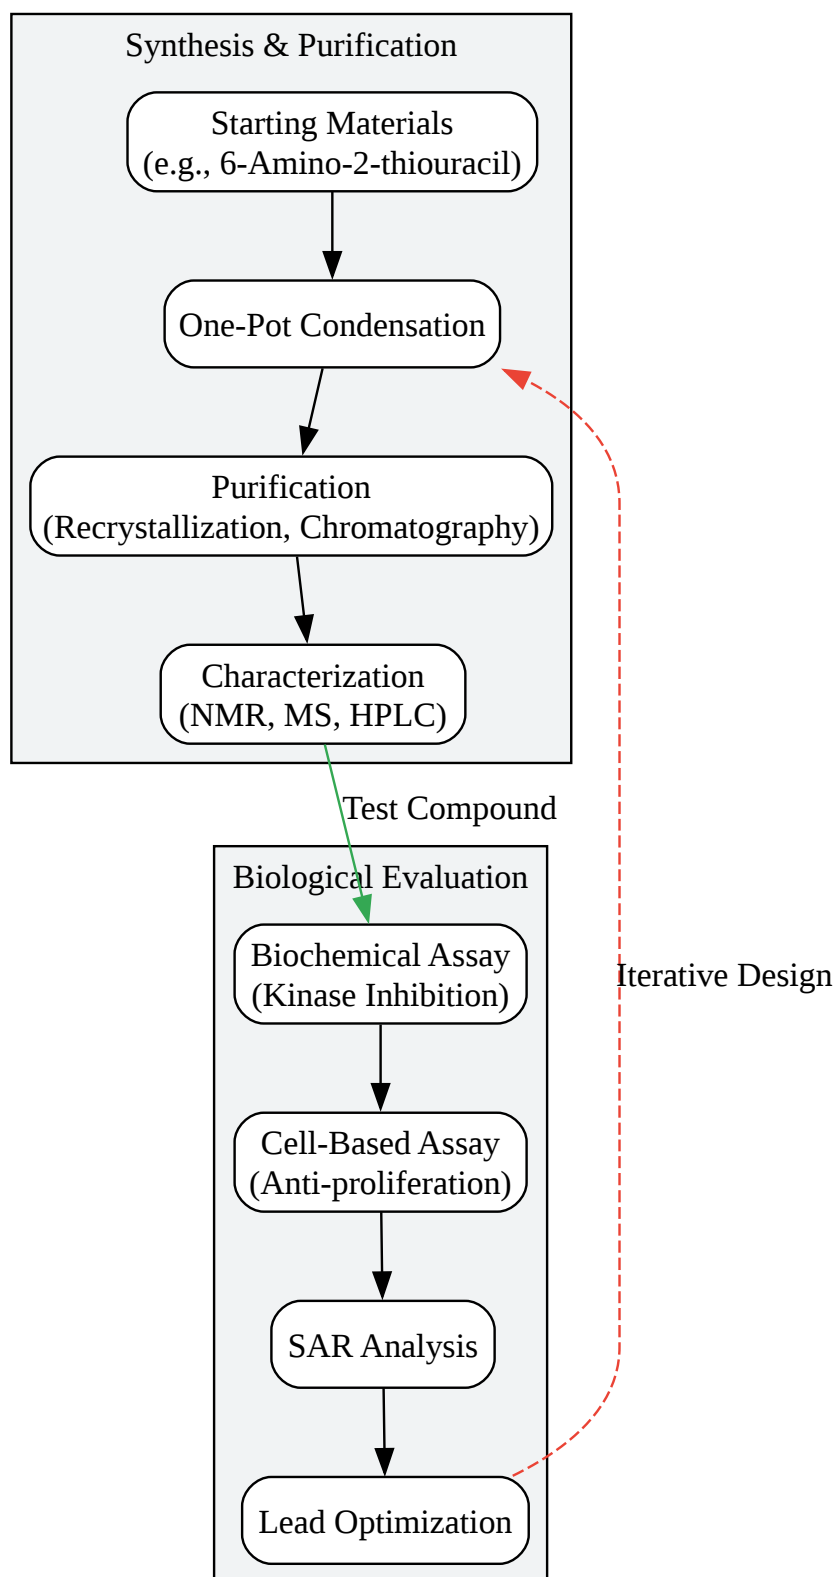 Synthesis & Purification
Starting Materials
(e.g., 6-Amino-2-thiouracil)
One-Pot Condensation
Purification
(Recrystallization, Chromatography)
Characterization
(NMR, MS, HPLC)
Test Compound
Biological Evaluation
Biochemical Assay
(Kinase Inhibition)
Iterative Design
Cell-Based Assay
(Anti-proliferation)
SAR Analysis
Lead Optimization